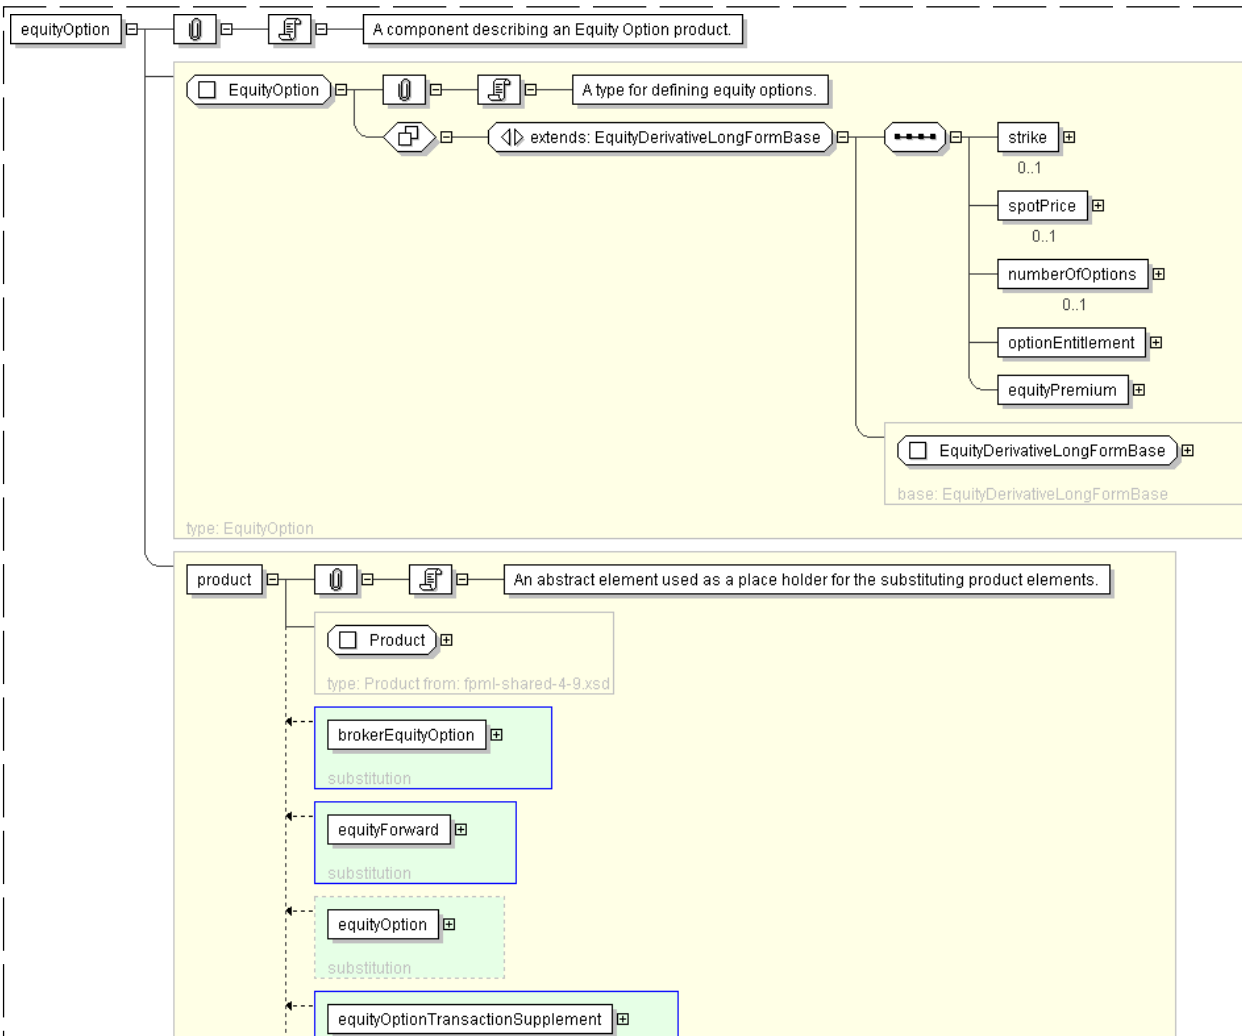 equityOption
A component describing an Equity Option product.
EquityOption
A type for defining equity options.
extends: EquityDerivativeLongFormBase
strike
0..1
spotPrice
0..1
numberOfOptions
0..1
optionEntitlement
equityPremium
EquityDerivativeLongFormBase
base: EquityDerivativeLongFormBase
type: EquityOption
product
An abstract element used as a place holder for the substituting product elements.
Product
type: Product from: fpml-shared-4-9.xsd
brokerEquityOption
substitution
equityForward
substitution
equityOption
substitution
equityOptionTransactionSupplement